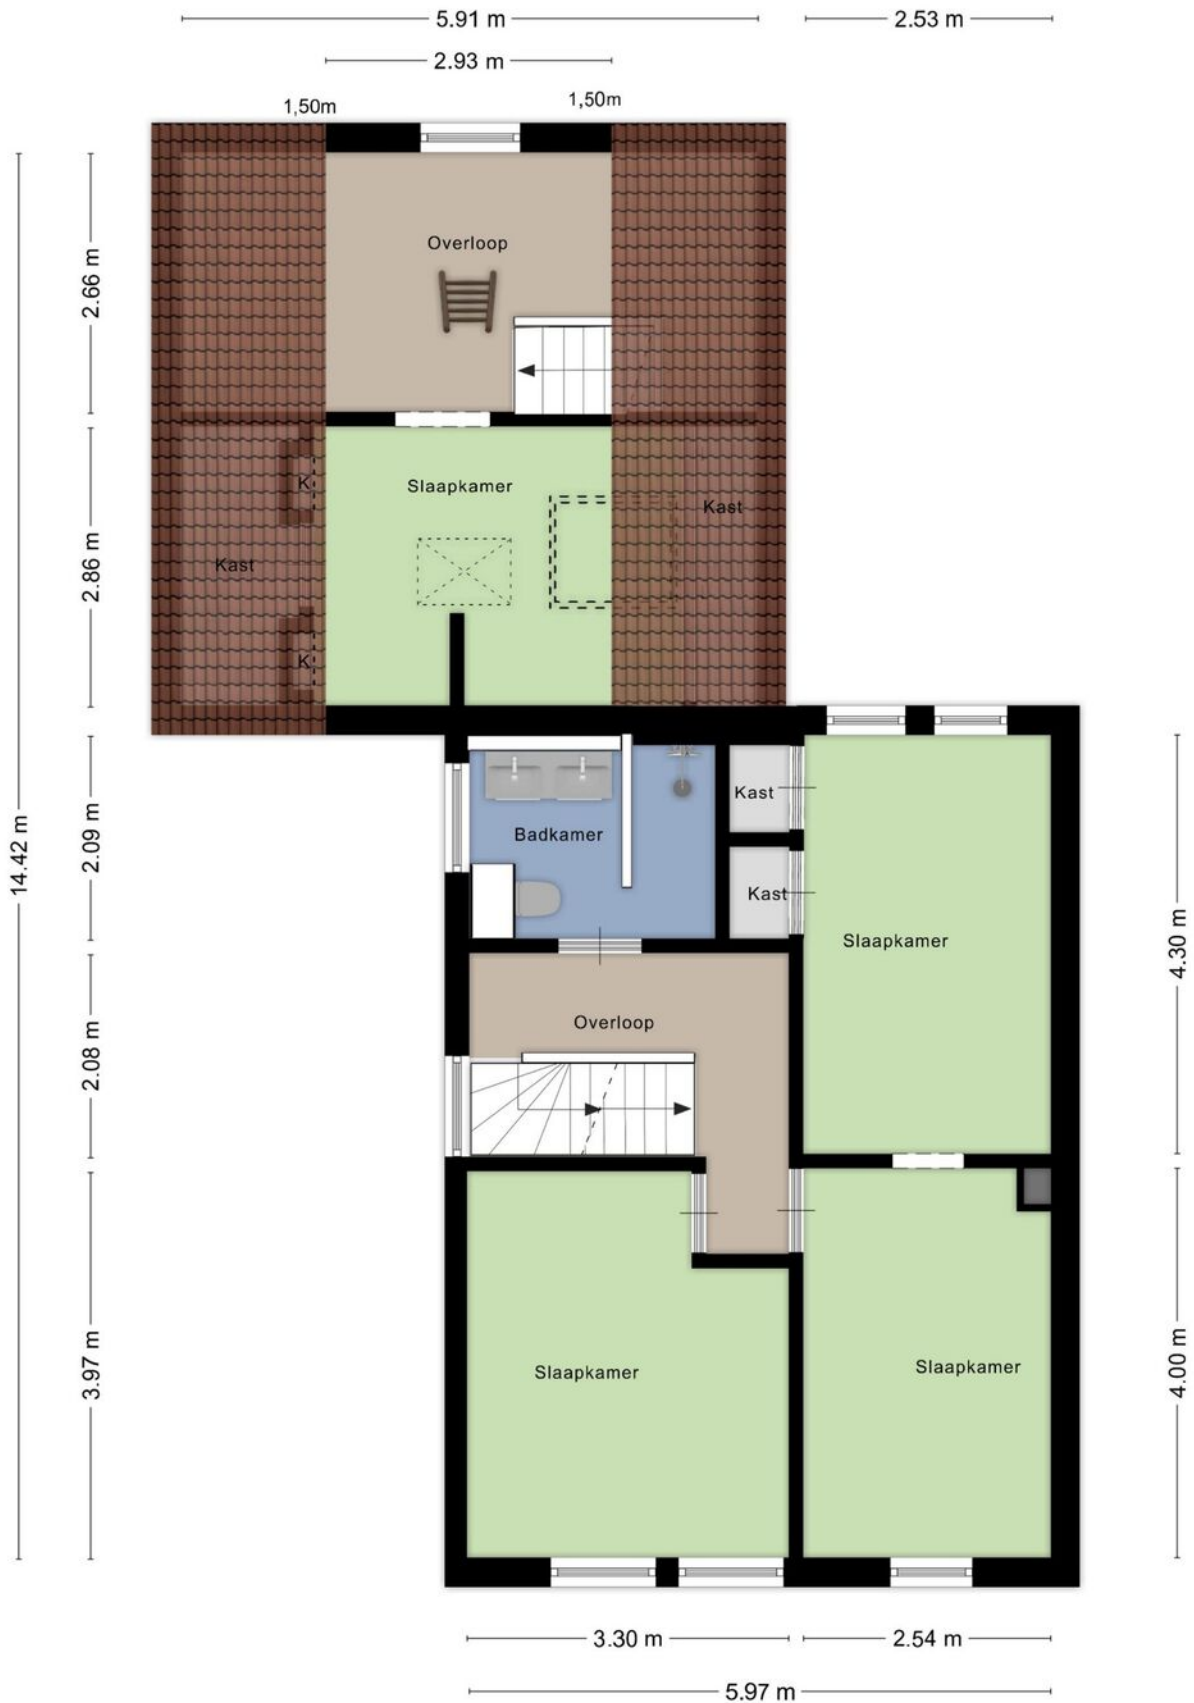 5.91 m
2.53 m
2.93 m
1,50m
1,50m
Overloop
2.66 m
Slaapkamer
K
Kast
Kast
2.86 m
K
14.42 m
2.09 m
Badkamer
Kast
Kast
Slaapkamer
4.30 m
Overloop
2.08 m
3.97 m
Slaapkamer
Slaapkamer
4.00 m
3.30 m
2.54 m
5.97 m